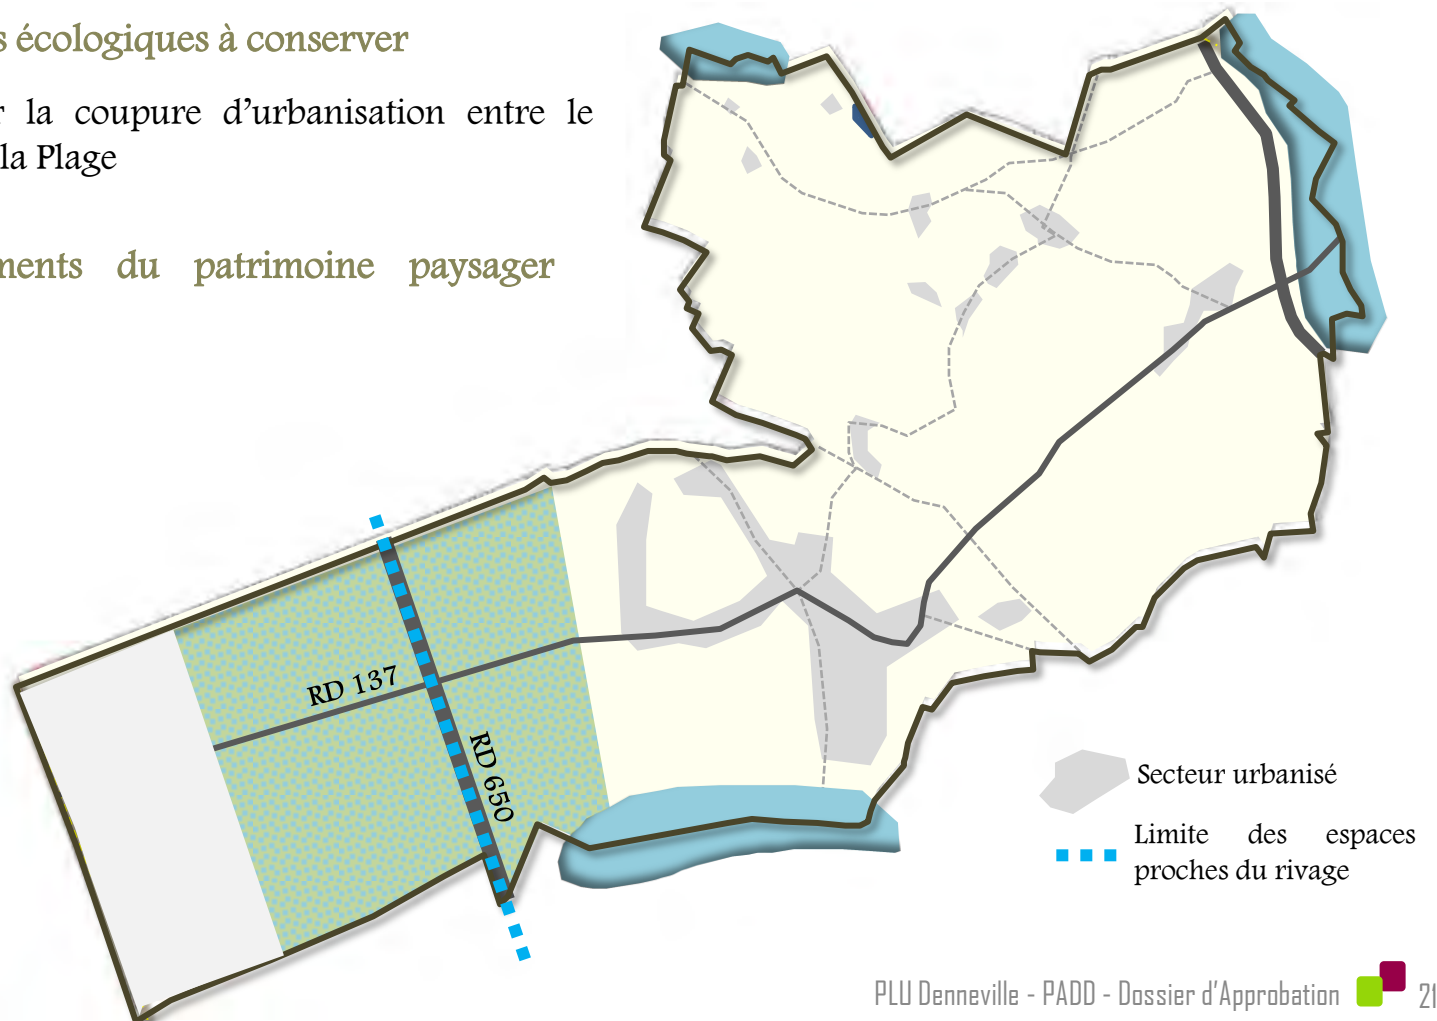 écologiques à conserver
la coupure d'urbanisation entre le
la Plage
du patrimoine paysager
RD 137
RD 650
Secteur urbanisé
Limite des espaces
proches du rivage
PLU Denneville - PADD - Dossier d'Approbation 21